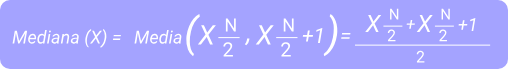 Mediana (X) = Media(X N/2 , X N/2 +1) = X N/2 + X N/2 +1 / 2